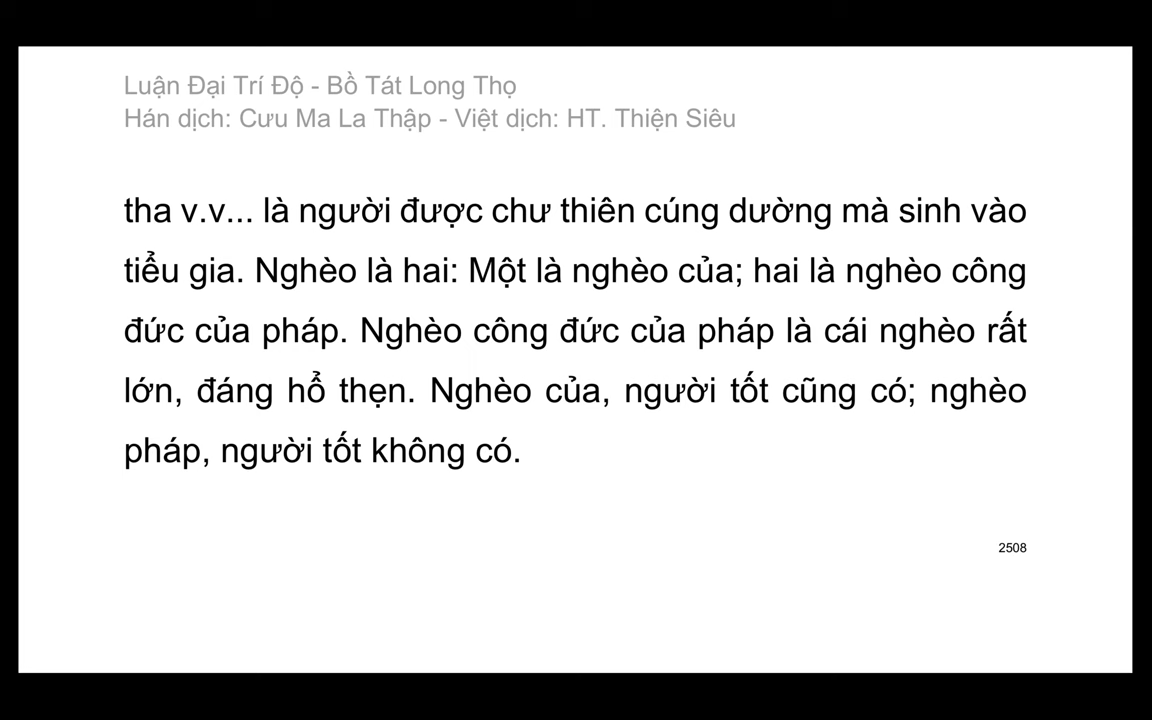 Luận Đại Trí Độ - Bồ Tát Long Thọ
Hán dịch: Cưu Ma La Thập - Việt dịch: HT. Thiện Siêu
tha v.v... là người được chư thiên cúng dường mà sinh vào
tiểu gia. Nghèo là hai: Một là nghèo của; hai là nghèo công
đức của pháp. Nghèo công đức của pháp là cái nghèo rất
lớn, đáng hổ thẹn. Nghèo của, người tốt cũng có; nghèo
pháp, người tốt không có.
2508